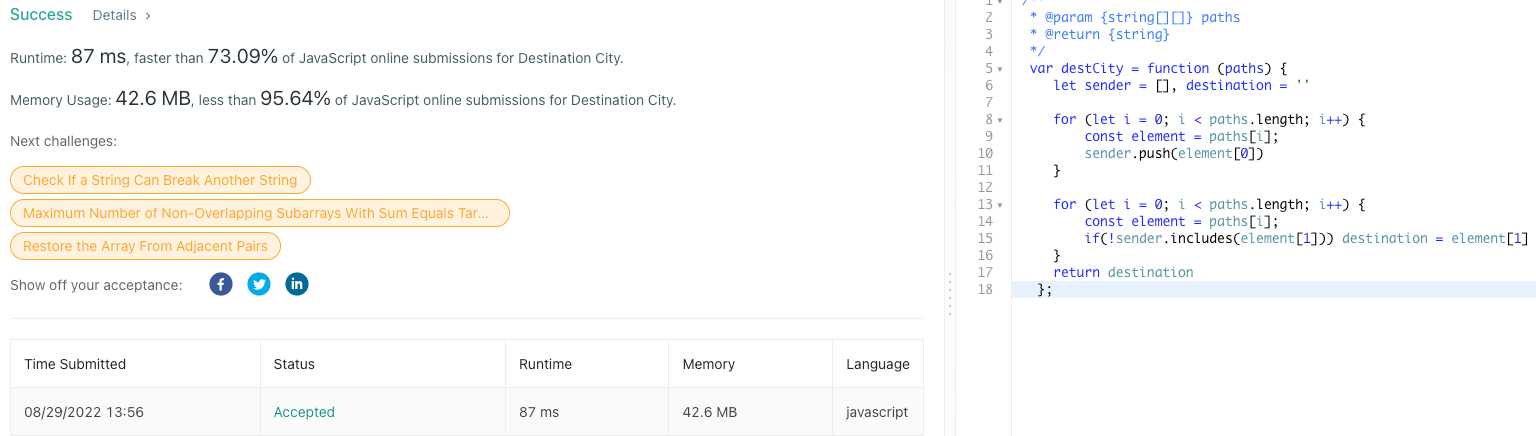 Success Details >
Runtime: 87 ms, faster than 73.09% of JavaScript online submissions for Destination City.
Memory Usage: 42.6 MB, less than 95.64% of JavaScript online submissions for Destination City.
Next challenges:
Check If a String Can Break Another String
Maximum Number of Non-Overlapping Subarrays With Sum Equals Tar...
Restore the Array From Adjacent Pairs
Show off your acceptance:
Time Submitted Status Runtime Memory Language
08/29/2022 13:56 Accepted 87 ms 42.6 MB javascript
2 * @param {string[][]} paths
3 * @return {string}
4 */
5 var destCity = function (paths) {
6 let sender = [], destination = ''
7
8 for (let i = 0; i < paths.length; i++) {
9 const element = paths[i];
10 sender.push(element[0])
11 }
12
13 for (let i = 0; i < paths.length; i++) {
14 const element = paths[i];
15 if(!sender.includes(element[1])) destination = element[1]
16 }
17 return destination
18 };